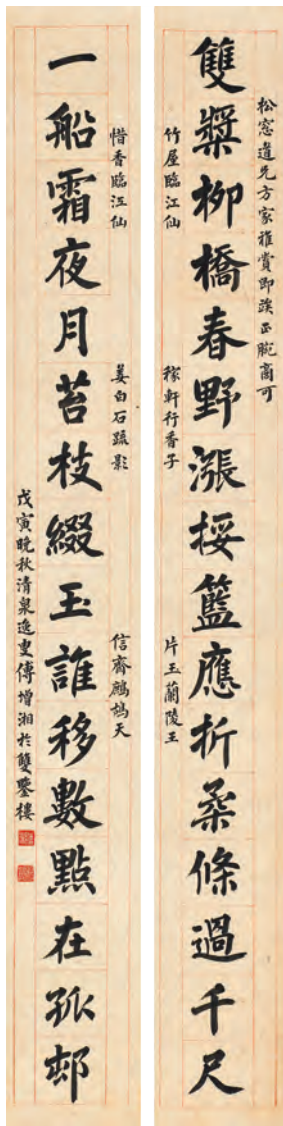 松窓道兄方家雅賞即正腕可
雙槳柳橋春野漲挼籃應折柔條過千尺
竹屋臨江仙
稼軒行香子
片玉蘭陵王
惜香臨江仙
姜白石疏影
信齋鷓鴣天
一船霜夜月苔枝綴玉誰移數點在孤邨
戊寅晚秋清泉逸叟傅增湘於雙鑒樓